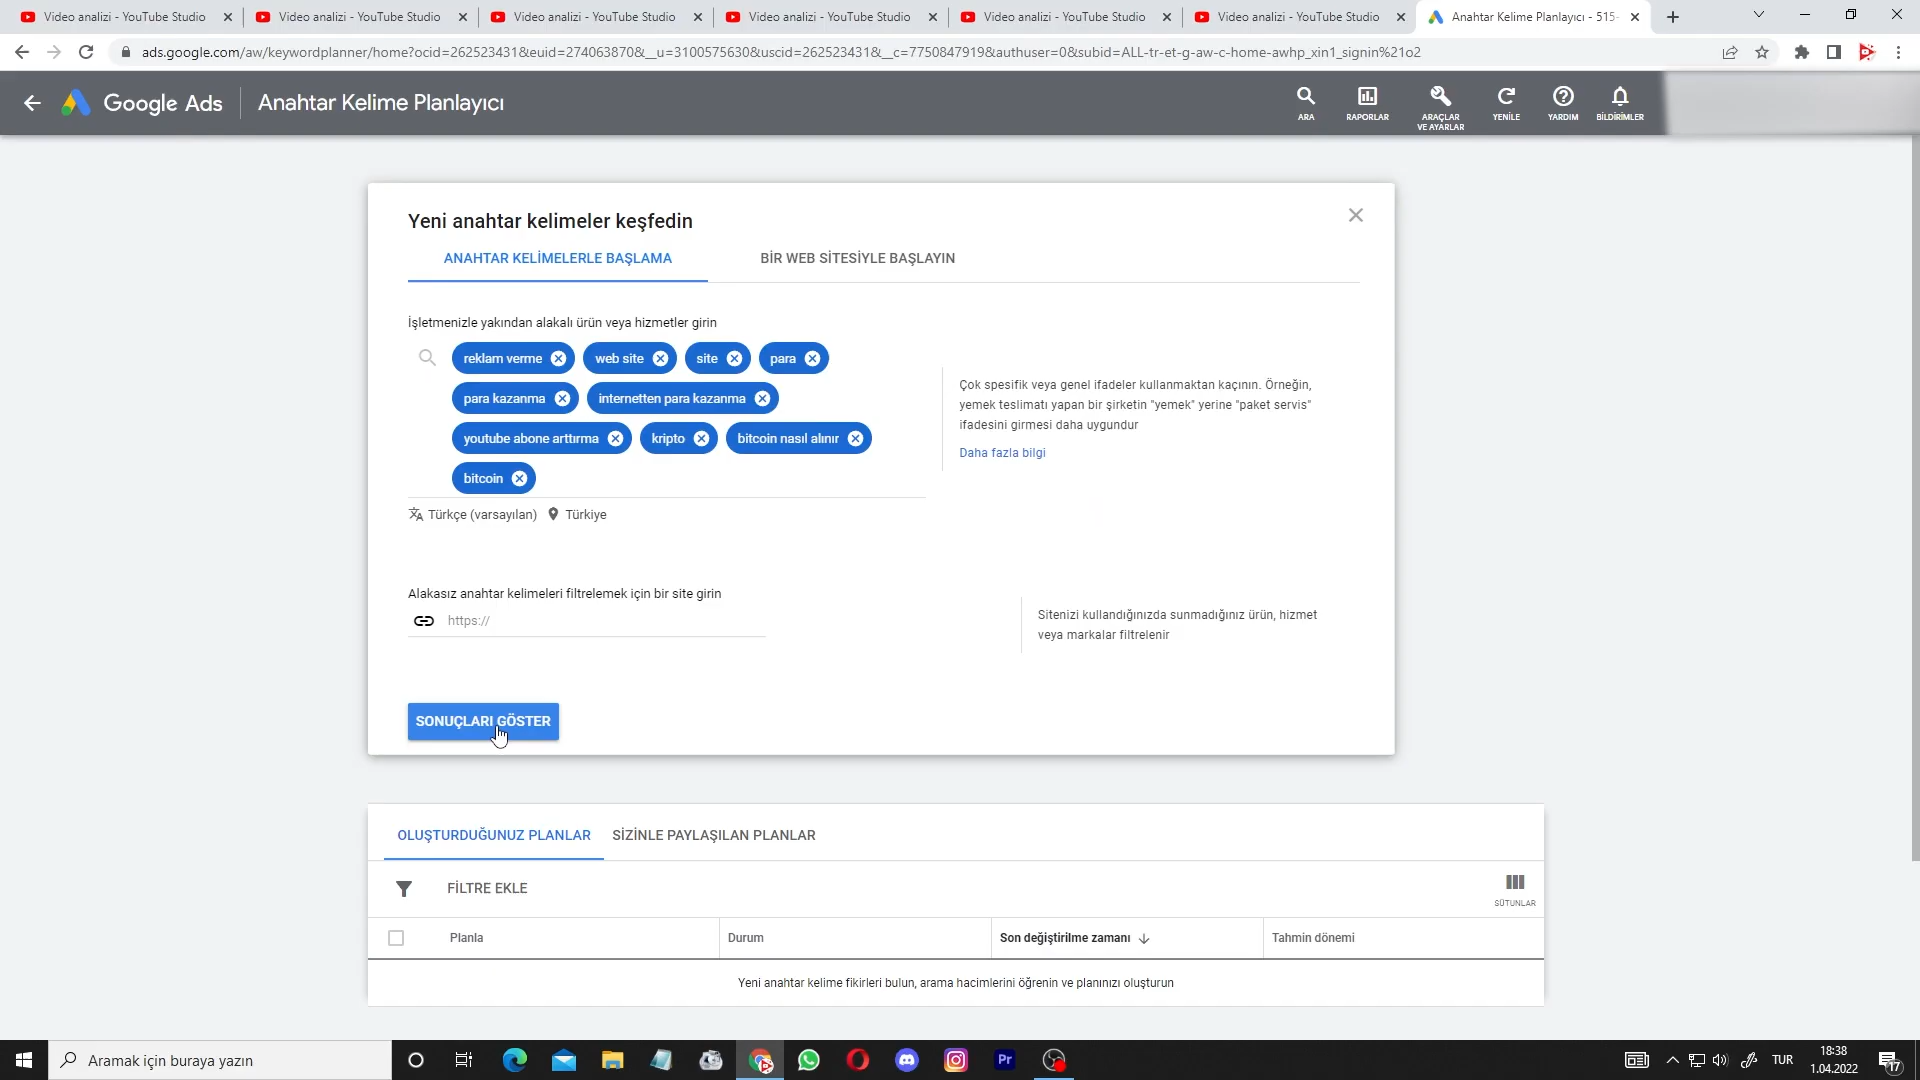 Video analizi - YouTube Studio
Video analizi - YouTube Studio
Video analizi - YouTube Studio
Video analizi - YouTube Studio
Video analizi - YouTube Studio
Video analizi - YouTube Studio
Anahtar Kelime Planlayıcı - 515-
ads.google.com/aw/keywordplanner/home?ocid=262523431&euid=274063870&__u=3100575630&uscid=262523431&__c=7750847919&authuser=0&subid=ALL-tr-et-g-aw-c-home-awhp_xin1_signin%21o2
Google Ads
Anahtar Kelime Planlayıcı
ARA
RAPORLAR
ARAÇLAR
VE AYARLAR
YENİLE
YARDIM
BİLDİRİMLER
Yeni anahtar kelimeler keşfedin
ANAHTAR KELİMELERLE BAŞLAMA
BİR WEB SİTESİYLE BAŞLAYIN
İşletmenizle yakından alakalı ürün veya hizmetler girin
reklam verme
web site
site
para
para kazanma
internetten para kazanma
youtube abone arttırma
kripto
bitcoin nasıl alınır
bitcoin
Çok spesifik veya genel ifadeler kullanmaktan kaçının. Örneğin,
yemek teslimatı yapan bir şirketin "yemek" yerine "paket servis"
ifadesini girmesi daha uygundur
Daha fazla bilgi
Türkçe (varsayılan)
Türkiye
Alakasız anahtar kelimeleri filtrelemek için bir site girin
https://
Sitenizi kullandığınızda sunmadığınız ürün, hizmet
veya markalar filtrelenir
SONUÇLARI GÖSTER
OLUŞTURDUĞUNUZ PLANLAR
SİZİNLE PAYLAŞILAN PLANLAR
FİLTRE EKLE
SÜTUNLAR
Planla
Durum
Son değiştirilme zamanı
Tahmin dönemi
Yeni anahtar kelime fikirleri bulun, arama hacimlerini öğrenin ve planınızı oluşturun
Aramak için buraya yazın
Pr
TUR
18:38
1.04.2022
17